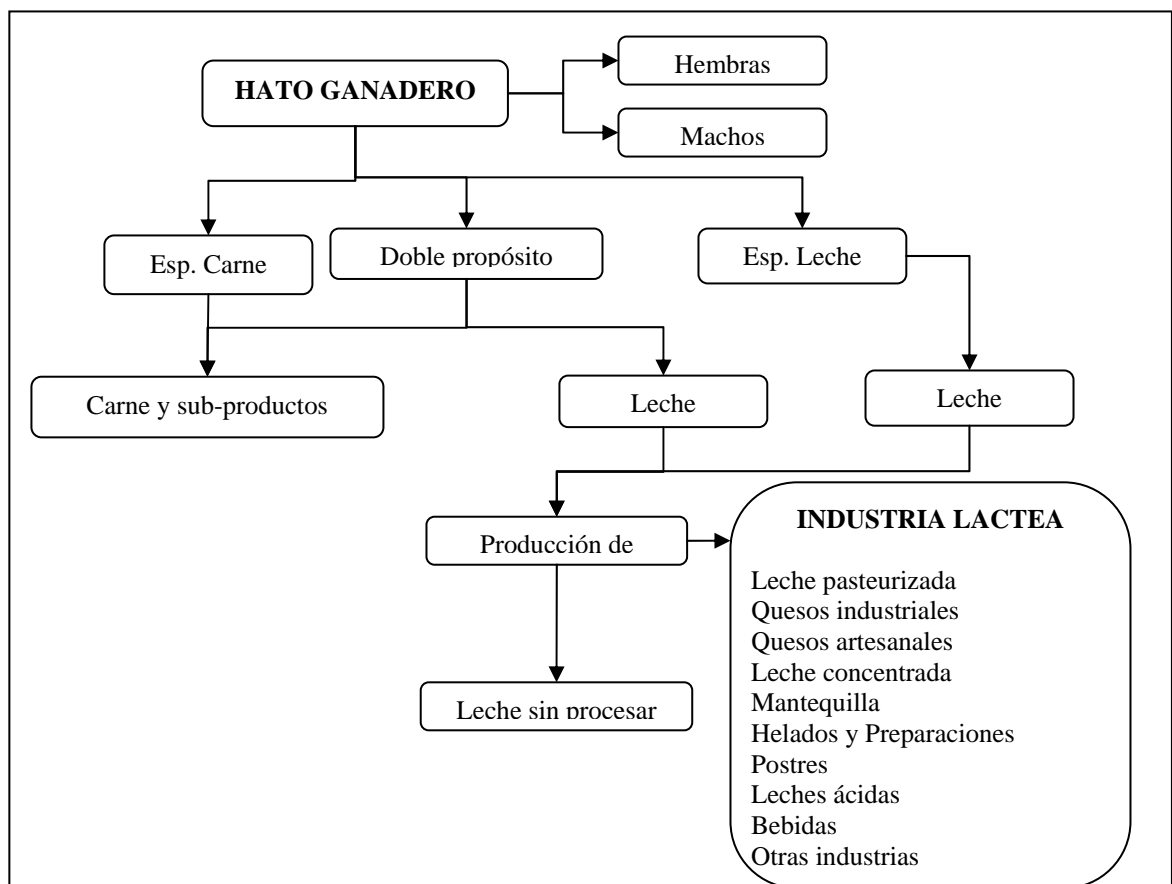 HATO GANADERO
Hembras
Machos
Esp. Carne
Doble propósito
Esp. Leche
Carne y sub-productos
Leche
Leche
Producción de
INDUSTRIA LACTEA
Leche pasteurizada
Quesos industriales
Quesos artesanales
Leche concentrada
Mantequilla
Helados y Preparaciones
Postres
Leches ácidas
Bebidas
Otras industrias
Leche sin procesar